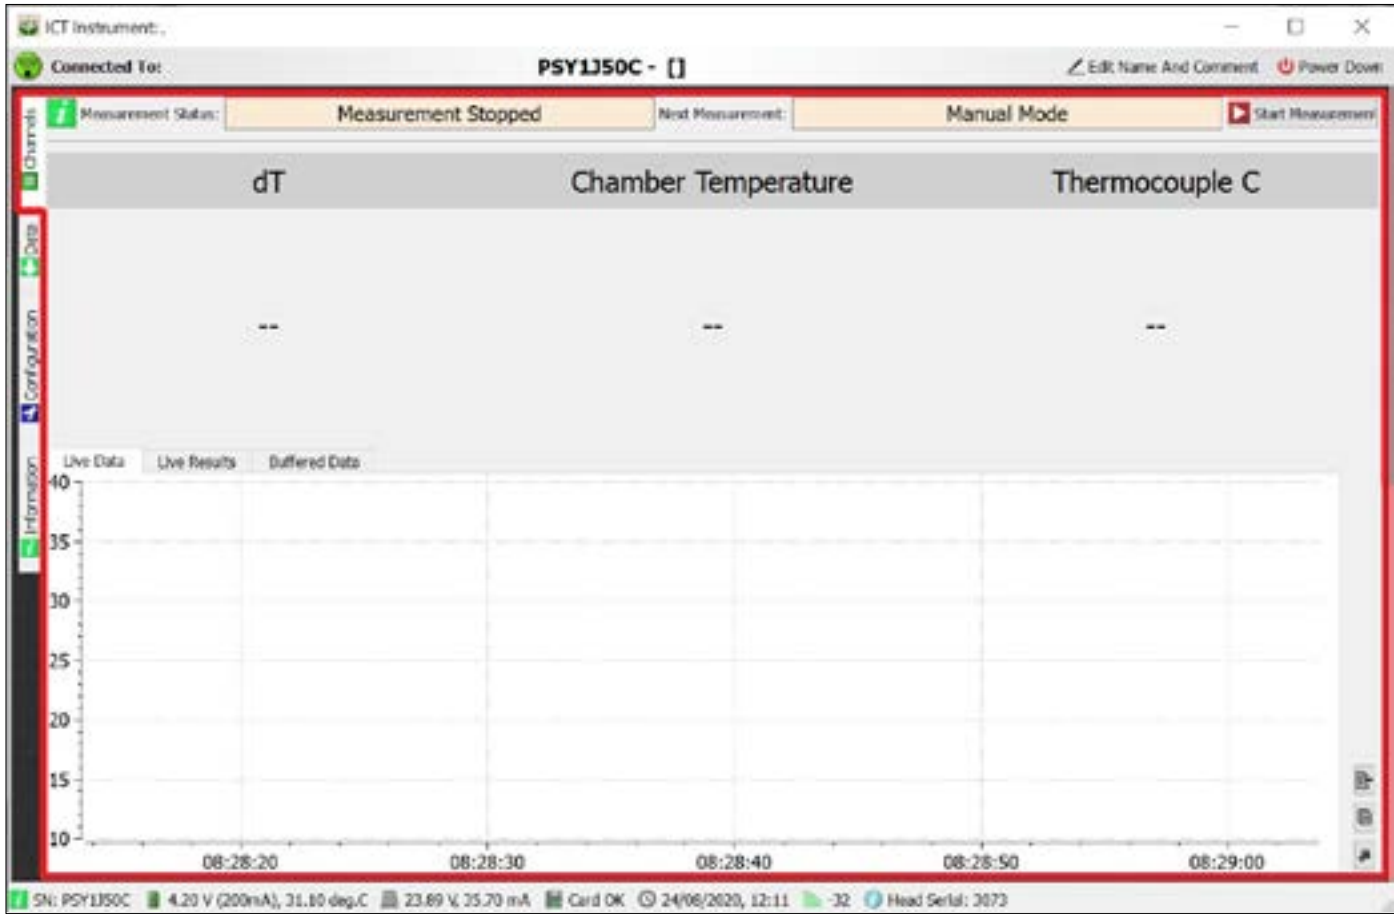 ICT Instrument: .
Connected To: PSY1J50C - [] Edit Name And Comment Power Down
Channels
Measurement Status: Measurement Stopped Next Measurement: Manual Mode Start Measurement
dT Chamber Temperature Thermocouple C
Data
-- -- --
Configuration
Live Data Live Results Buffered Data
Information
40
35
30
25
20
15
10
08:28:20 08:28:30 08:28:40 08:28:50 08:29:00
SN: PSY1J50C 4.20 V (200mA), 31.10 deg.C 23.89 V, 35.70 mA Card OK 24/08/2020, 12:11 -32 Head Serial: 3073